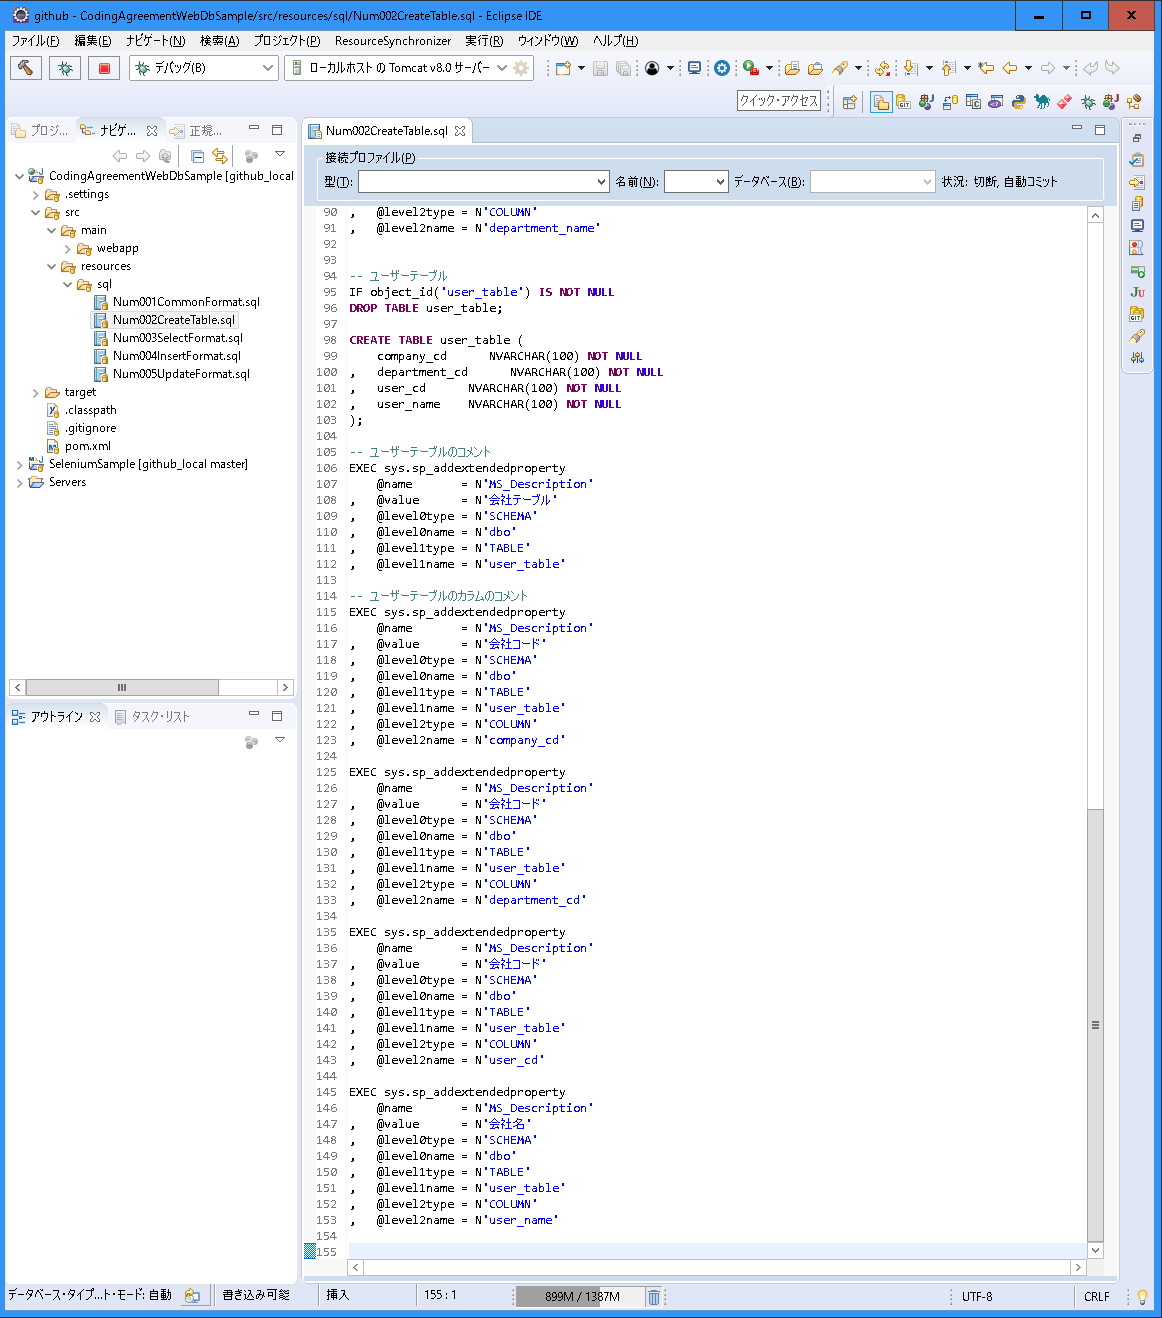 github - CodingAgreementWebDbSample/src/resources/sql/Num002CreateTable.sql - Eclipse IDE
ファイル(F) 編集(E) ナビゲート(N) 検索(A) プロジェクト(P) ResourceSynchronizer 実行(R) ウィンドウ(W) ヘルプ(H)
デバッグ(B) ローカルホスト の Tomcat v8.0 サーバー
クイック・アクセス
プロジ... ナビゲ... 正規...
CodingAgreementWebDbSample [github_local
.settings
src
main
webapp
resources
sql
Num001CommonFormat.sql
Num002CreateTable.sql
Num003SelectFormat.sql
Num004InsertFormat.sql
Num005UpdateFormat.sql
target
.classpath
.gitignore
pom.xml
SeleniumSample [github_local master]
Servers
アウトライン タスク・リスト
Num002CreateTable.sql
接続プロファイル(P)
型(T): 名前(N): データベース(B): 状況: 切断, 自動コミット
90 ,   @level2type = N'COLUMN'
91 ,   @level2name = N'department_name'
92
93
94 -- ユーザーテーブル
95 IF object_id('user_table') IS NOT NULL
96 DROP TABLE user_table;
97
98 CREATE TABLE user_table (
99     company_cd      NVARCHAR(100) NOT NULL
100 ,   department_cd      NVARCHAR(100) NOT NULL
101 ,   user_cd      NVARCHAR(100) NOT NULL
102 ,   user_name    NVARCHAR(100) NOT NULL
103 );
104
105 -- ユーザーテーブルのコメント
106 EXEC sys.sp_addextendedproperty
107     @name       = N'MS_Description'
108 ,   @value      = N'会社テーブル'
109 ,   @level0type = N'SCHEMA'
110 ,   @level0name = N'dbo'
111 ,   @level1type = N'TABLE'
112 ,   @level1name = N'user_table'
113
114 -- ユーザーテーブルのカラムのコメント
115 EXEC sys.sp_addextendedproperty
116     @name       = N'MS_Description'
117 ,   @value      = N'会社コード'
118 ,   @level0type = N'SCHEMA'
119 ,   @level0name = N'dbo'
120 ,   @level1type = N'TABLE'
121 ,   @level1name = N'user_table'
122 ,   @level2type = N'COLUMN'
123 ,   @level2name = N'company_cd'
124
125 EXEC sys.sp_addextendedproperty
126     @name       = N'MS_Description'
127 ,   @value      = N'会社コード'
128 ,   @level0type = N'SCHEMA'
129 ,   @level0name = N'dbo'
130 ,   @level1type = N'TABLE'
131 ,   @level1name = N'user_table'
132 ,   @level2type = N'COLUMN'
133 ,   @level2name = N'department_cd'
134
135 EXEC sys.sp_addextendedproperty
136     @name       = N'MS_Description'
137 ,   @value      = N'会社コード'
138 ,   @level0type = N'SCHEMA'
139 ,   @level0name = N'dbo'
140 ,   @level1type = N'TABLE'
141 ,   @level1name = N'user_table'
142 ,   @level2type = N'COLUMN'
143 ,   @level2name = N'user_cd'
144
145 EXEC sys.sp_addextendedproperty
146     @name       = N'MS_Description'
147 ,   @value      = N'会社名'
148 ,   @level0type = N'SCHEMA'
149 ,   @level0name = N'dbo'
150 ,   @level1type = N'TABLE'
151 ,   @level1name = N'user_table'
152 ,   @level2type = N'COLUMN'
153 ,   @level2name = N'user_name'
154
155
データベース・タイプ...ト・モード: 自動 書き込み可能 挿入 155 : 1 899M / 1387M UTF-8 CRLF